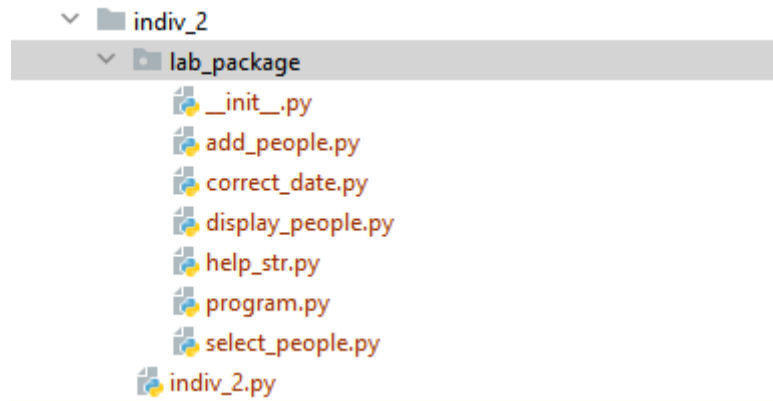 indiv_2
lab_package
__init__.py
add_people.py
correct_date.py
display_people.py
help_str.py
program.py
select_people.py
indiv_2.py